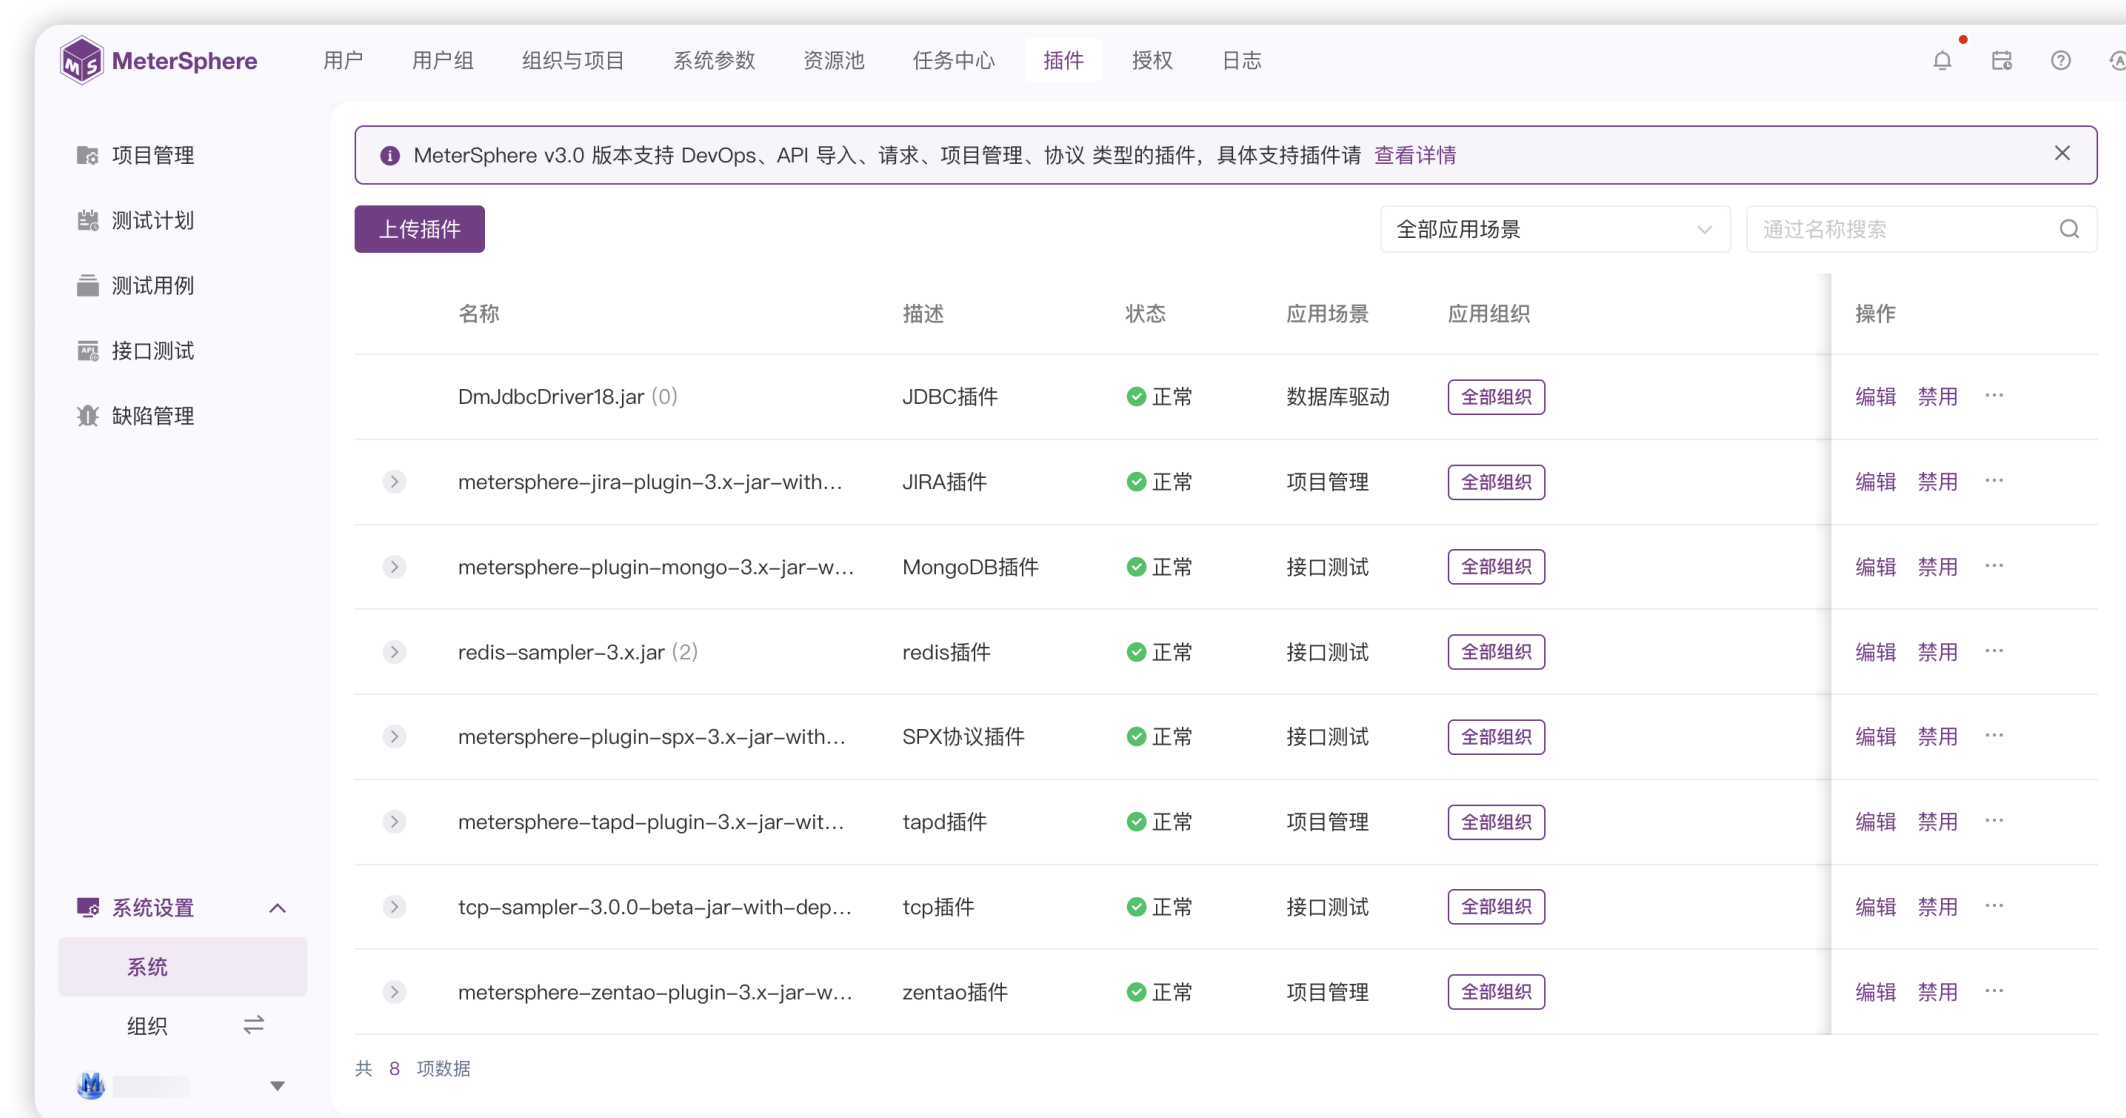 MeterSphere
用户 用户组 组织与项目 系统参数 资源池 任务中心 插件 授权 日志
项目管理
测试计划
测试用例
接口测试
缺陷管理
系统设置
系统
组织
MeterSphere v3.0 版本支持 DevOps、API 导入、请求、项目管理、协议 类型的插件，具体支持插件请 查看详情
上传插件 全部应用场景 通过名称搜索
名称 描述 状态 应用场景 应用组织 操作
DmJdbcDriver18.jar (0) JDBC插件 正常 数据库驱动 全部组织 编辑 禁用 ···
metersphere-jira-plugin-3.x-jar-with... JIRA插件 正常 项目管理 全部组织 编辑 禁用 ···
metersphere-plugin-mongo-3.x-jar-w... MongoDB插件 正常 接口测试 全部组织 编辑 禁用 ···
redis-sampler-3.x.jar (2) redis插件 正常 接口测试 全部组织 编辑 禁用 ···
metersphere-plugin-spx-3.x-jar-with... SPX协议插件 正常 接口测试 全部组织 编辑 禁用 ···
metersphere-tapd-plugin-3.x-jar-wit... tapd插件 正常 项目管理 全部组织 编辑 禁用 ···
tcp-sampler-3.0.0-beta-jar-with-dep... tcp插件 正常 接口测试 全部组织 编辑 禁用 ···
metersphere-zentao-plugin-3.x-jar-w... zentao插件 正常 项目管理 全部组织 编辑 禁用 ···
共 8 项数据